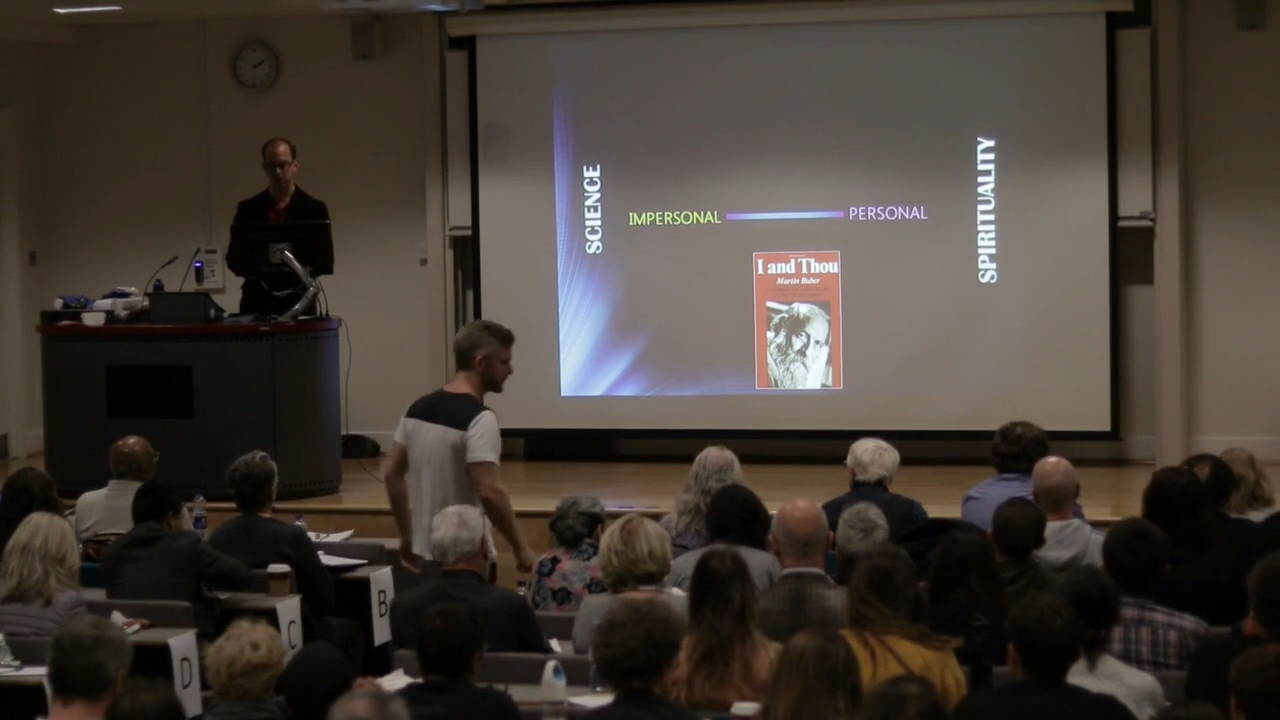 SCIENCE
IMPERSONAL
PERSONAL
SPIRITUALITY
I and Thou
Martin Buber
B
C
D